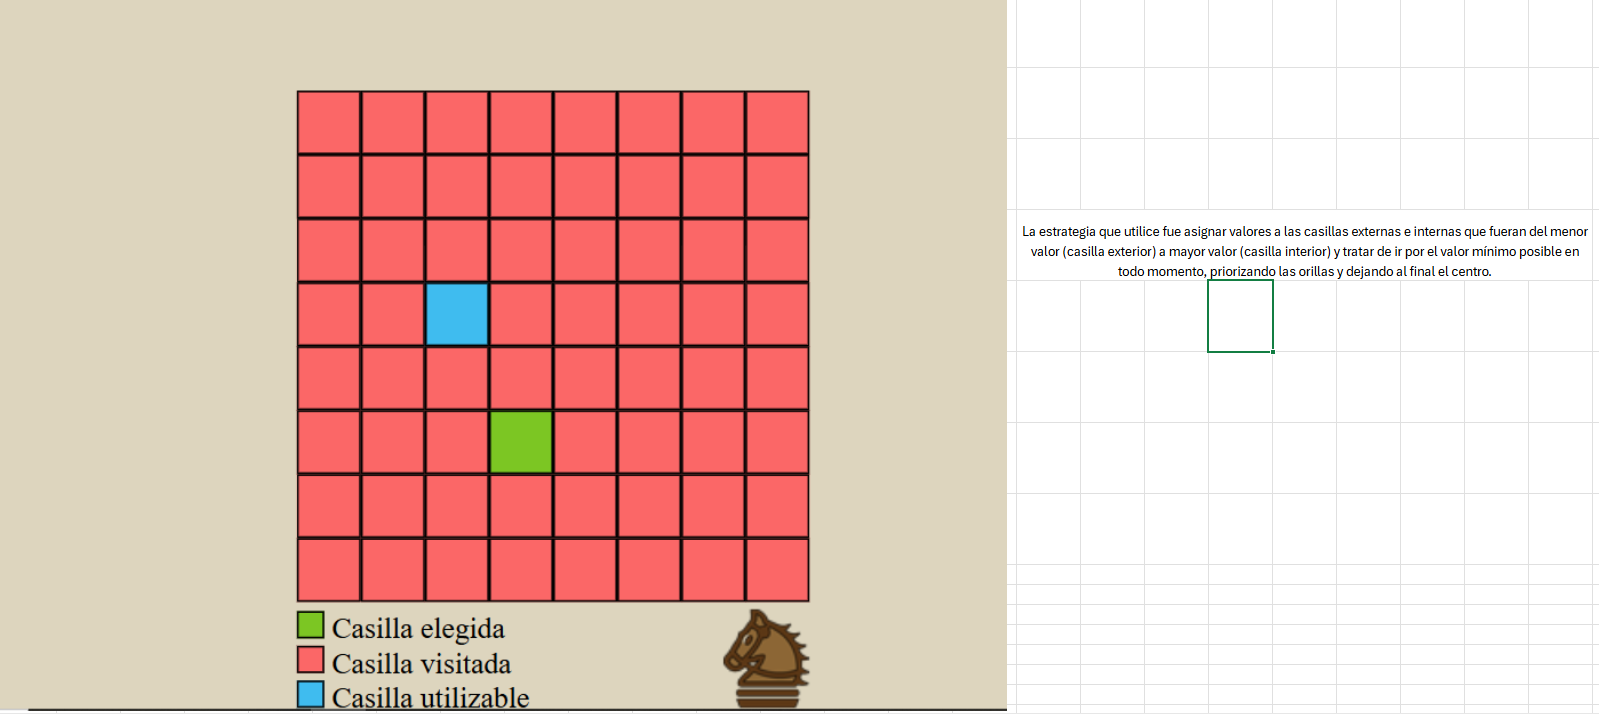 La estrategia que utilice fue asignar valores a las casillas externas e internas que fueran del menor
valor (casilla exterior) a mayor valor (casilla interior) y tratar de ir por el valor mínimo posible en
todo momento, priorizando las orillas y dejando al final el centro.
Casilla elegida
Casilla visitada
Casilla utilizable